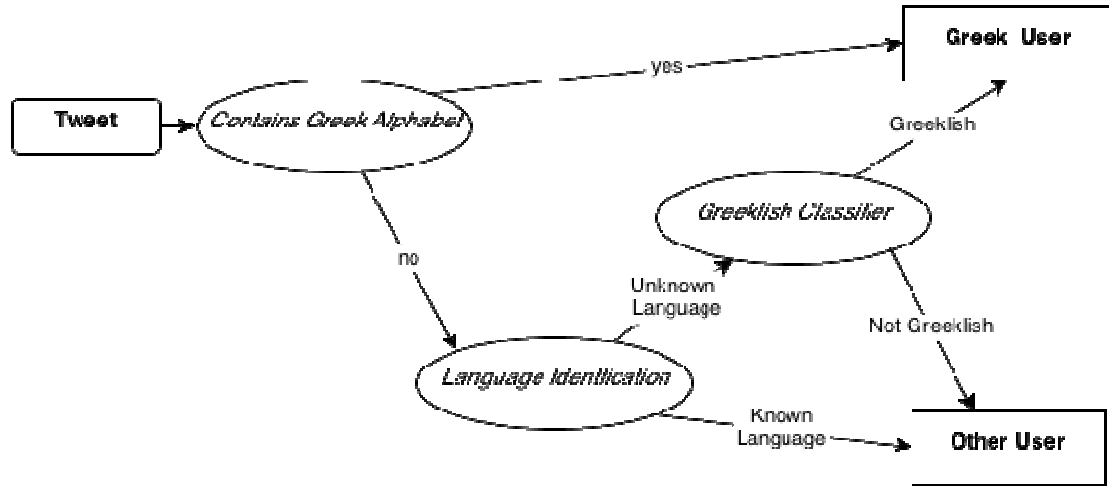 Greek User
yes
Tweet
Contains Greek Alphabet
Greeklish
Greeklish Classifier
no
Unknown
Language
Not Greeklish
Language Identification
Known
Language
Other User